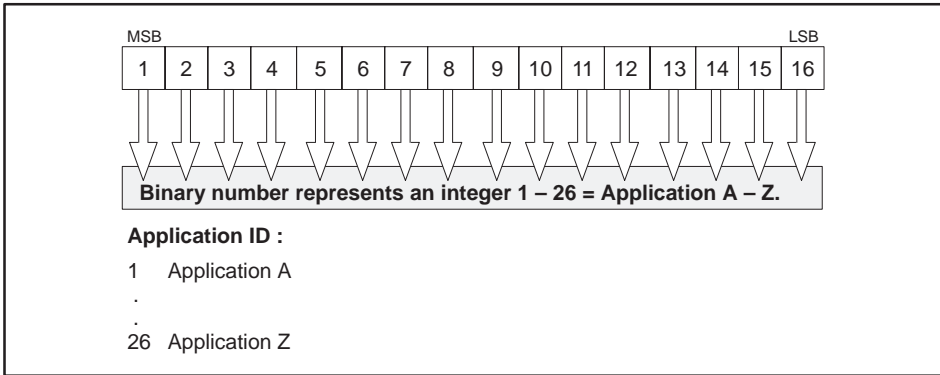 MSB LSB
1 2 3 4 5 6 7 8 9 10 11 12 13 14 15 16
Binary number represents an integer 1 – 26 = Application A – Z.
Application ID :
1 Application A
.
.
26 Application Z